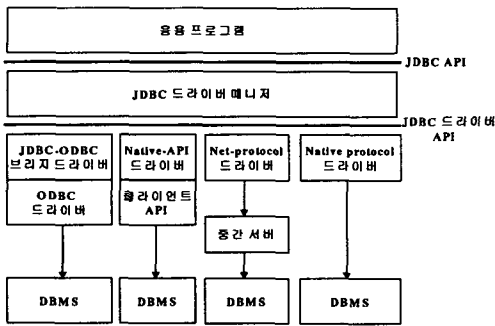 응용 프로그램
JDBC API
JDBC 드라이버 매니저
JDBC 드라이버
API
JDBC-ODBC
브리지 드라이버
Native-API
드라이버
Net-protocol
드라이버
Native protocol
드라이버
ODBC
드라이버
클라이언트
API
중간 서버
DBMS
DBMS
DBMS
DBMS